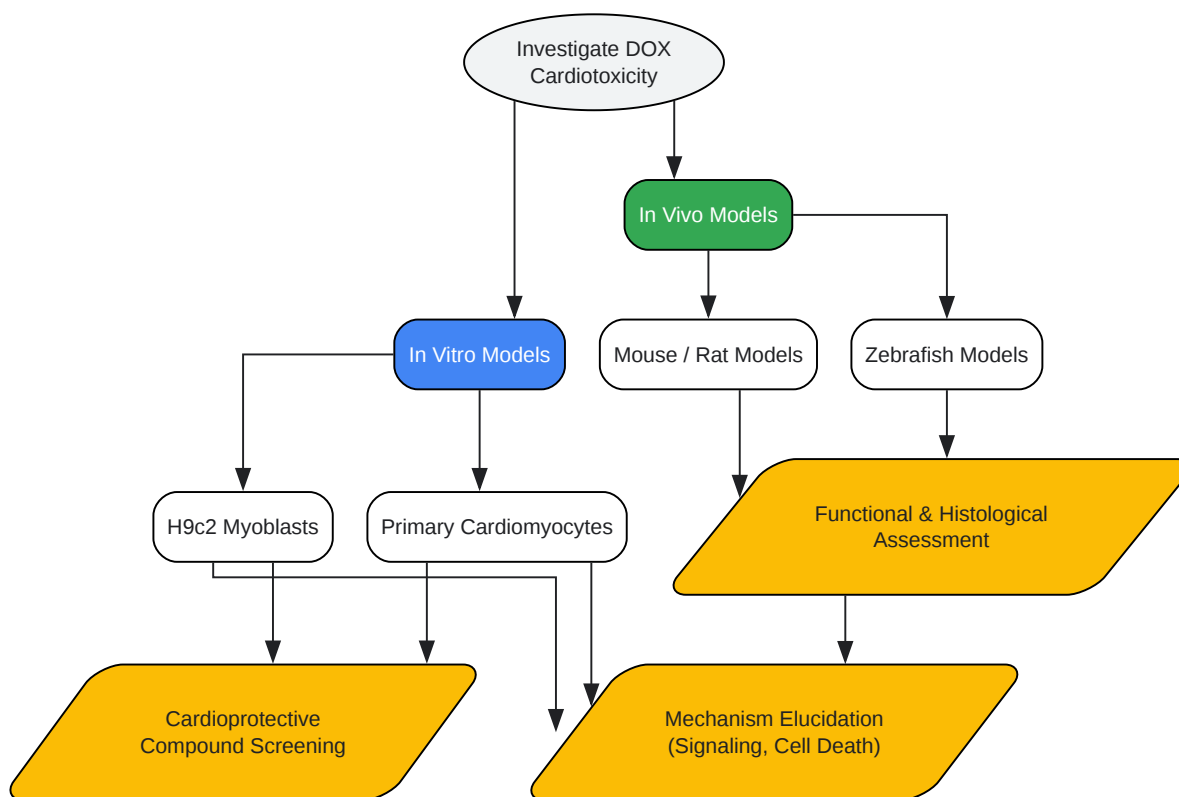 Investigate DOX
Cardiotoxicity
In Vivo Models
In Vitro Models
Mouse / Rat Models
Zebrafish Models
H9c2 Myoblasts
Primary Cardiomyocytes
Functional & Histological
Assessment
Cardioprotective
Compound Screening
Mechanism Elucidation
(Signaling, Cell Death)